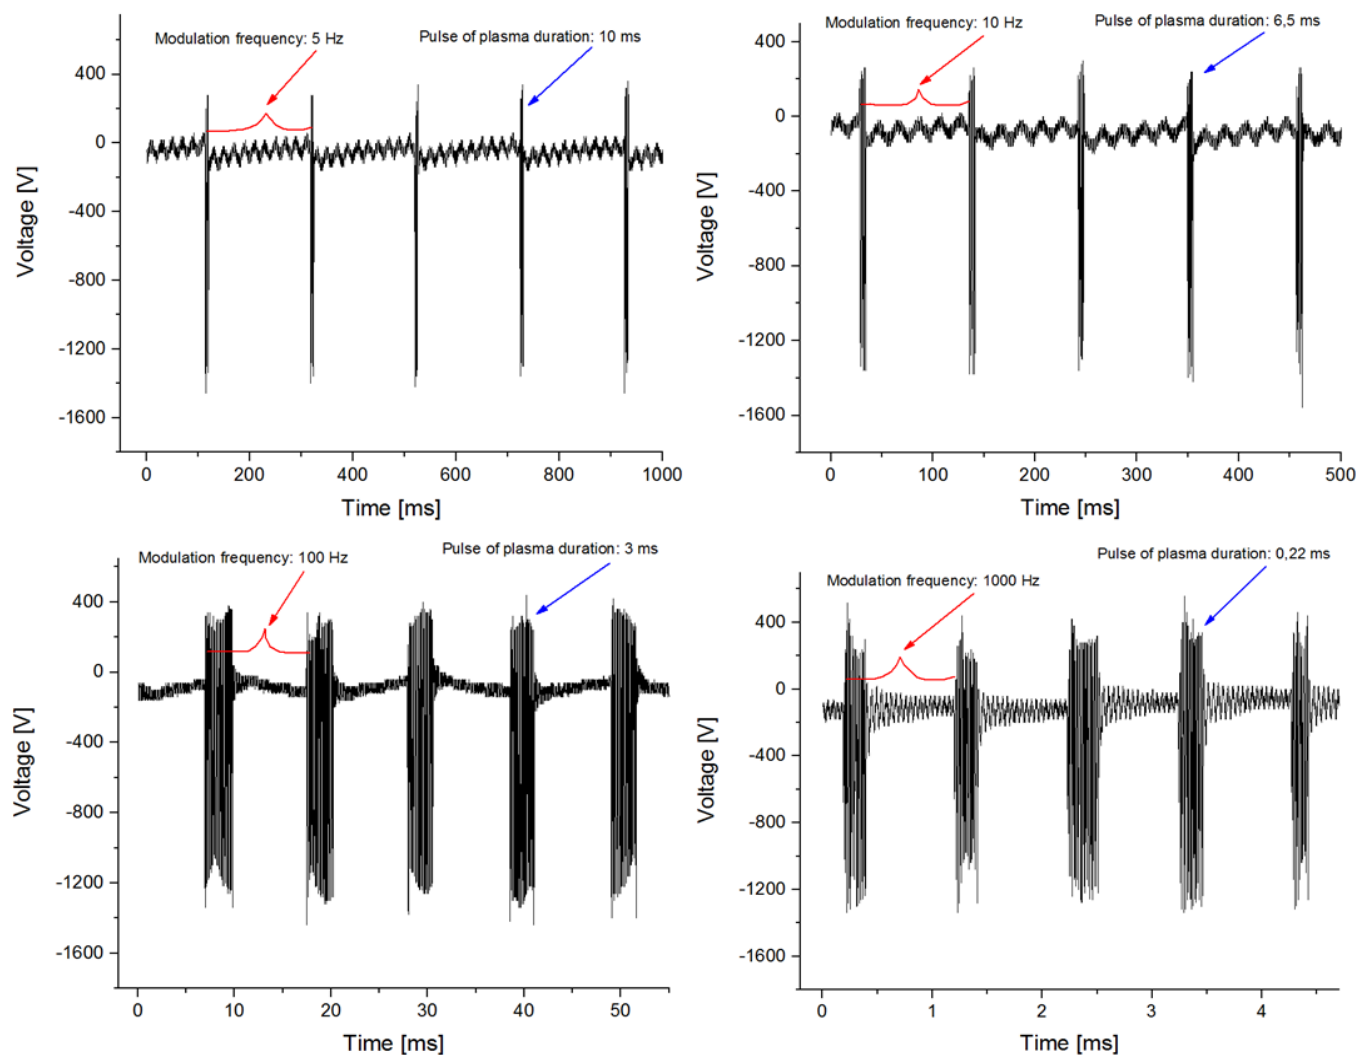 Modulation frequency: 5 Hz
Pulse of plasma duration: 10 ms
400
0
-400
-800
-1200
-1600
Voltage [V]
0 200 400 600 800 1000
Time [ms]
Modulation frequency: 10 Hz
Pulse of plasma duration: 6,5 ms
400
0
-400
-800
-1200
-1600
Voltage [V]
0 100 200 300 400 500
Time [ms]
Modulation frequency: 100 Hz
Pulse of plasma duration: 3 ms
400
0
-400
-800
-1200
-1600
Voltage [V]
0 10 20 30 40 50
Time [ms]
Modulation frequency: 1000 Hz
Pulse of plasma duration: 0,22 ms
400
0
-400
-800
-1200
-1600
Voltage [V]
0 1 2 3 4
Time [ms]